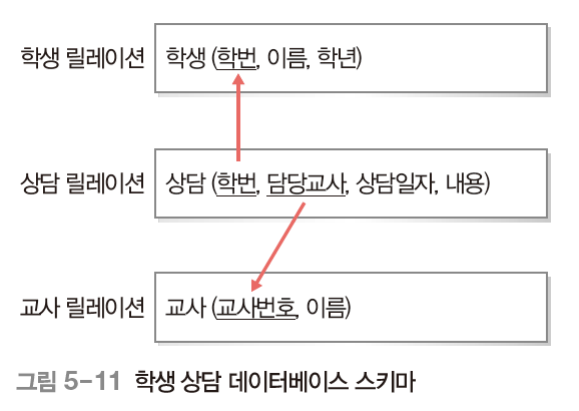 학생 릴레이션 학생 (학번, 이름, 학년)
상담 릴레이션 상담 (학번, 담당교사, 상담일자, 내용)
교사 릴레이션 교사 (교사번호, 이름)
그림 5-11 학생 상담 데이터베이스 스키마